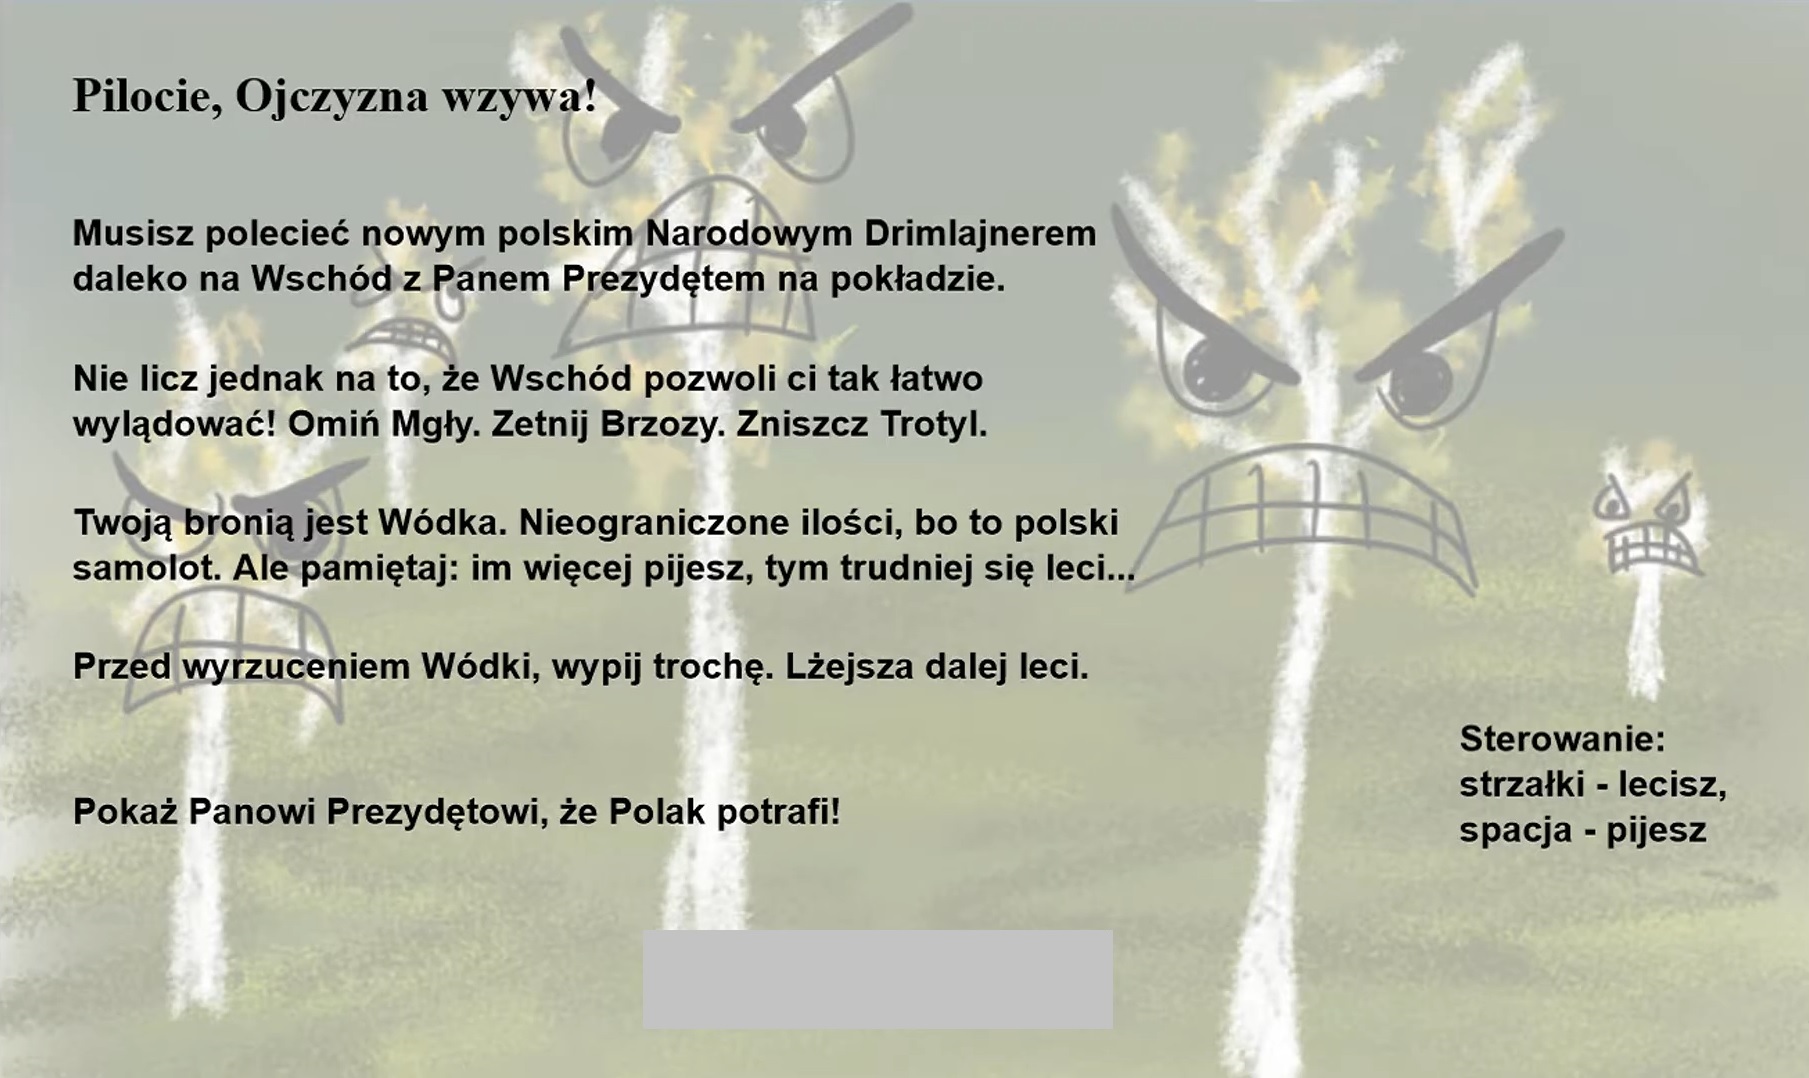 Pilocie, Ojczyzna wzywa!
Musisz polecieć nowym polskim Narodowym Drimlajnerem
daleko na Wschód z Panem Prezydętem na pokładzie.
Nie licz jednak na to, że Wschód pozwoli ci tak łatwo
wylądować! Omiń Mgły. Zetnij Brzozy. Zniszcz Trotyl.
Twoją bronią jest Wódka. Nieograniczone ilości, bo to polski
samolot. Ale pamiętaj: im więcej pijesz, tym trudniej się leci...
Przed wyrzuceniem Wódki, wypij trochę. Lżejsza dalej leci.
Pokaż Panowi Prezydętowi, że Polak potrafi!
Sterowanie:
strzałki - lecisz,
spacja - pijesz